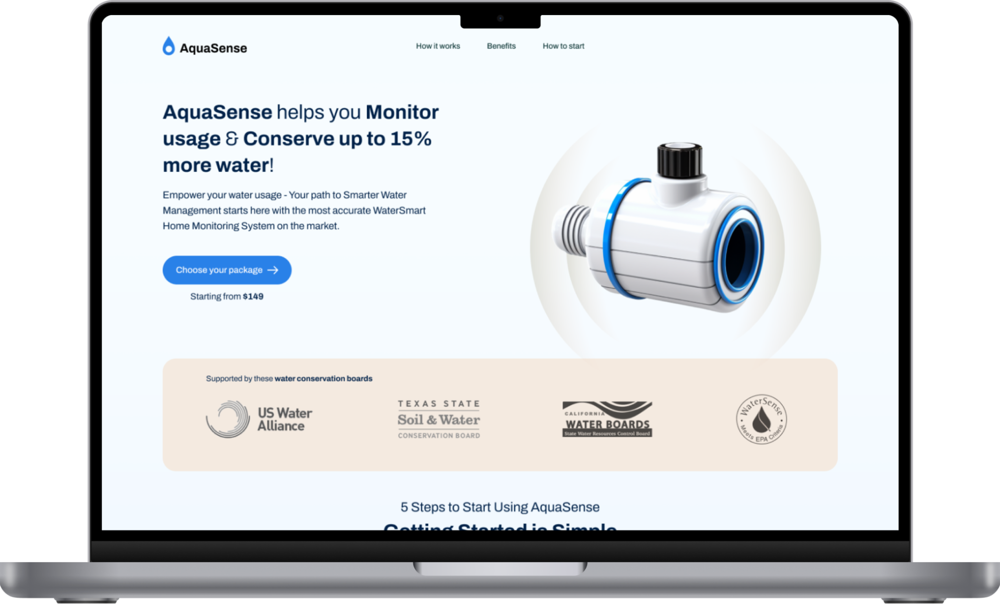 AquaSense
How it works
Benefits
How to start
AquaSense helps you Monitor
usage & Conserve up to 15%
more water!
Empower your water usage - Your path to Smarter Water
Management starts here with the most accurate WaterSmart
Home Monitoring System on the market.
Choose your package →
Starting from $149
Supported by these water conservation boards
US Water
Alliance
TEXAS STATE
Soil & Water
CONSERVATION BOARD
CALIFORNIA
WATER BOARDS
State Water Resources Control Board
WaterSense
Meets EPA Criteria
5 Steps to Start Using AquaSense
Getting Started is Simple